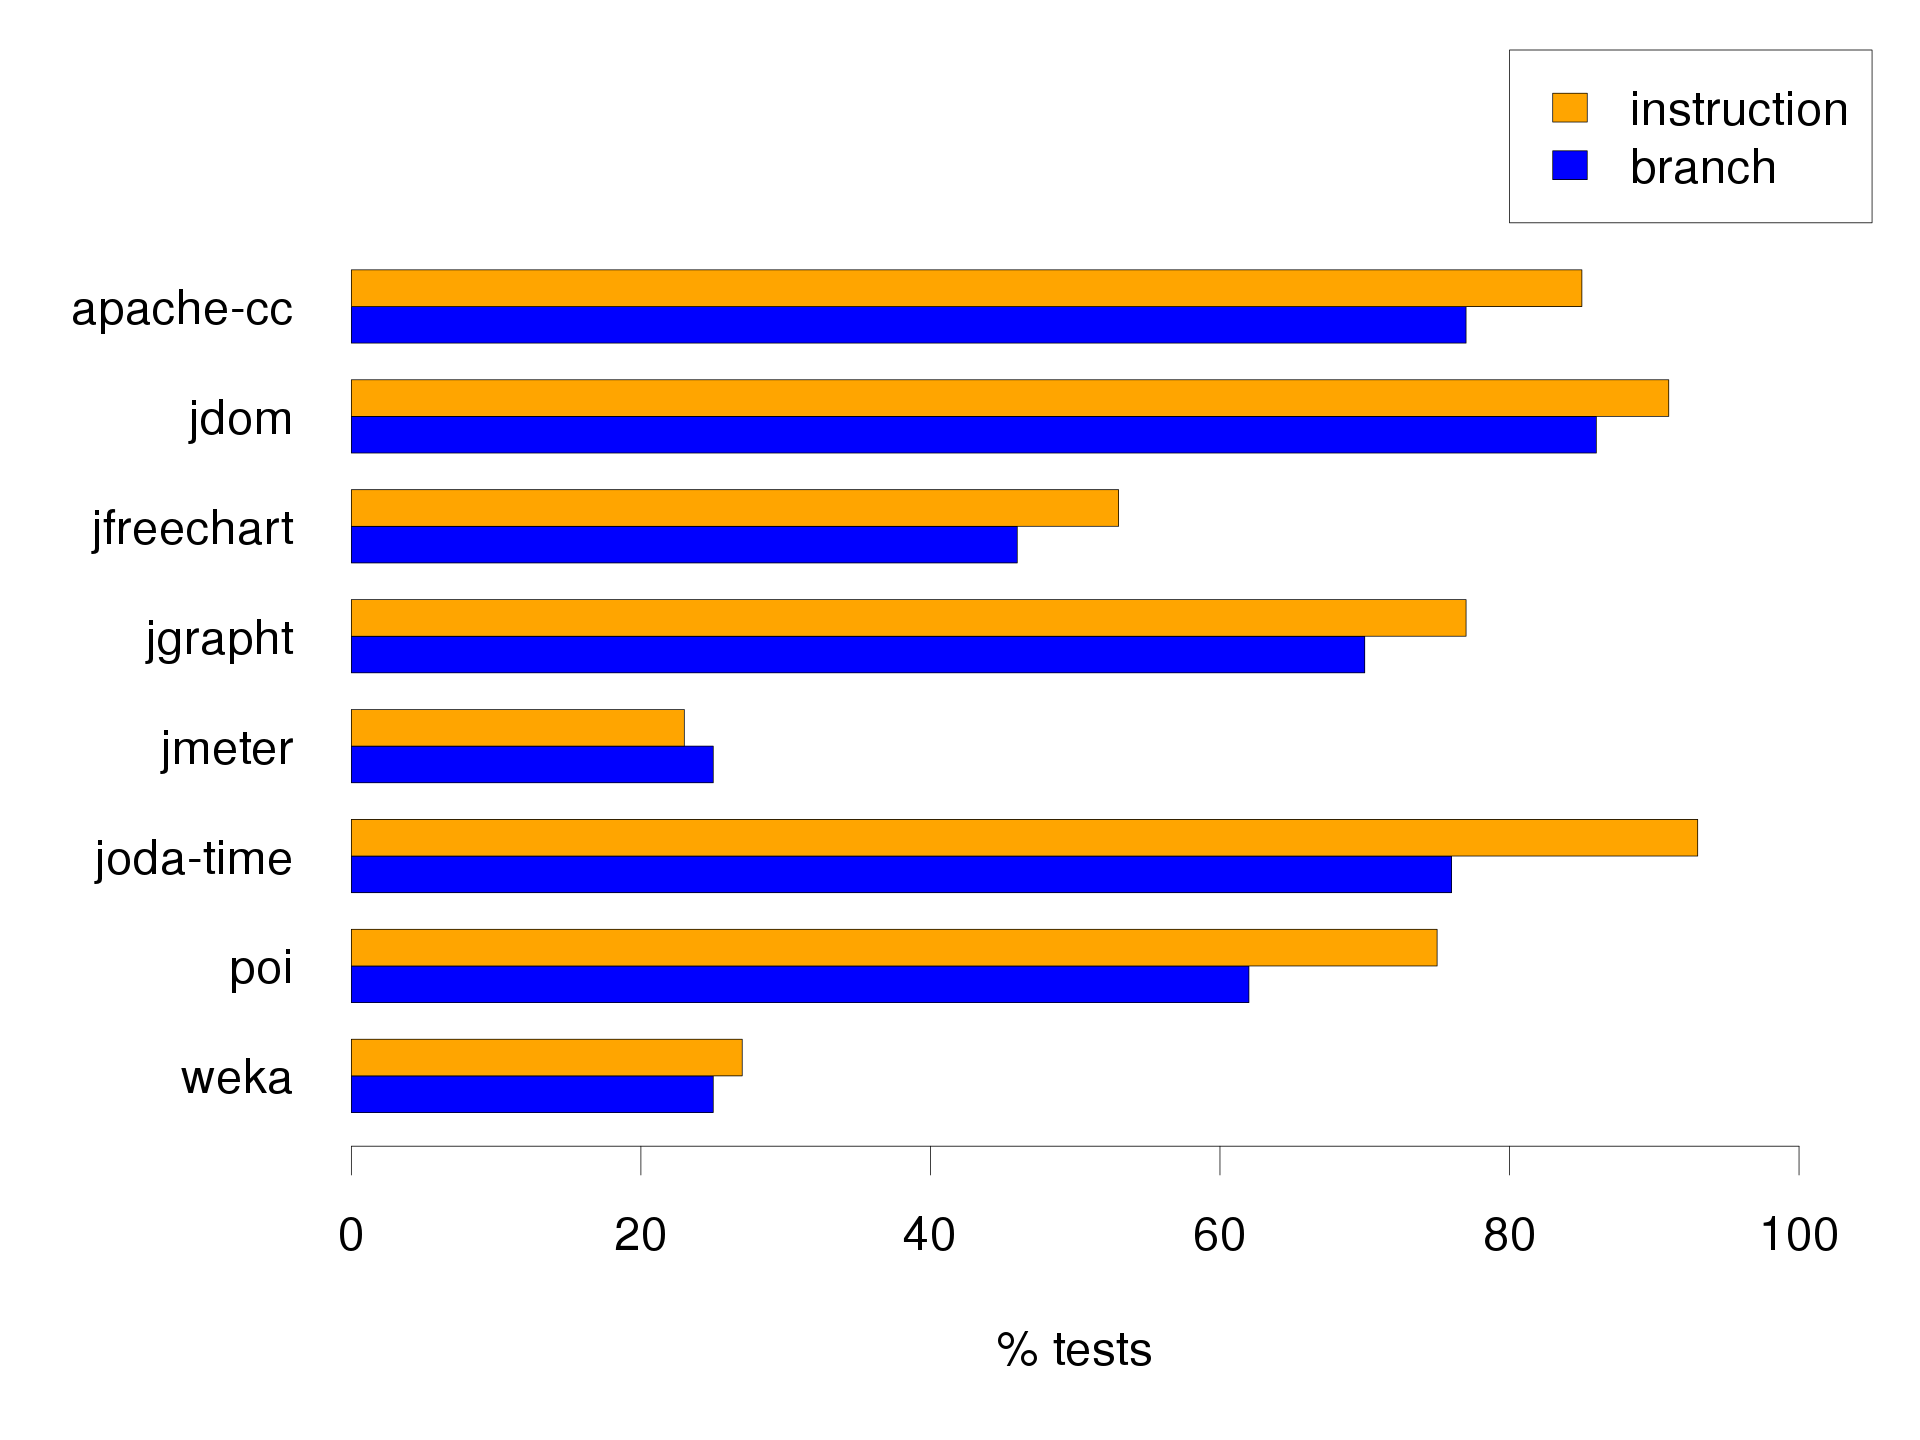 instruction
branch
apache-cc
jdom
jfreechart
jgrapht
jmeter
joda-time
poi
weka
0 20 40 60 80 100
% tests